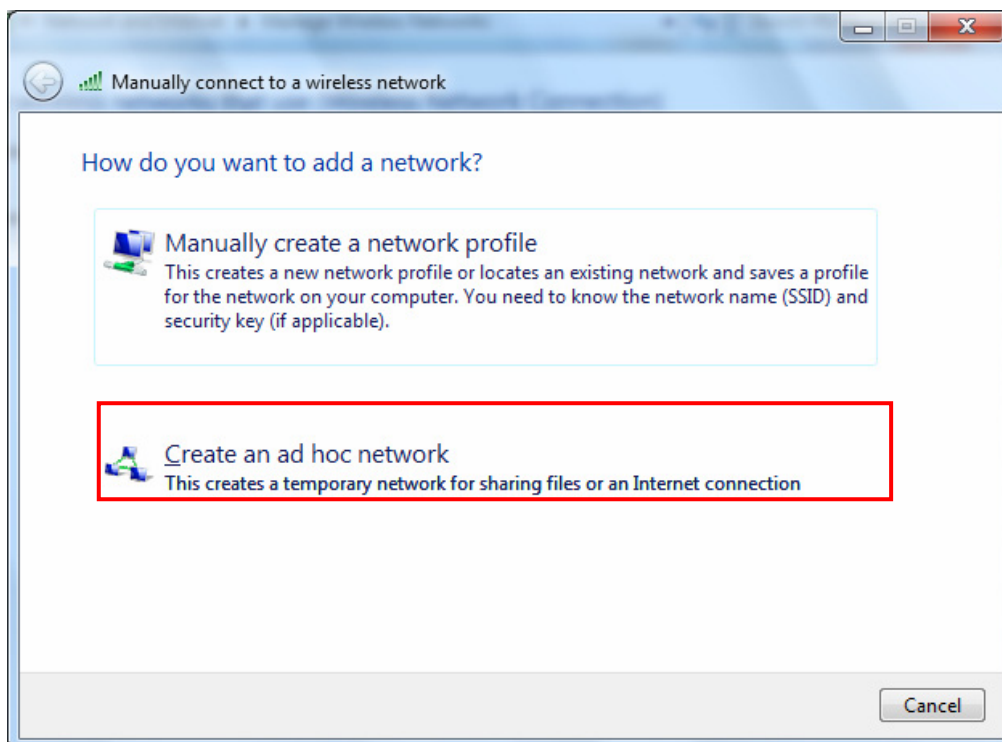 Manually connect to a wireless network
How do you want to add a network?
Manually create a network profile
This creates a new network profile or locates an existing network and saves a profile
for the network on your computer. You need to know the network name (SSID) and
security key (if applicable).
Create an ad hoc network
This creates a temporary network for sharing files or an Internet connection
Cancel